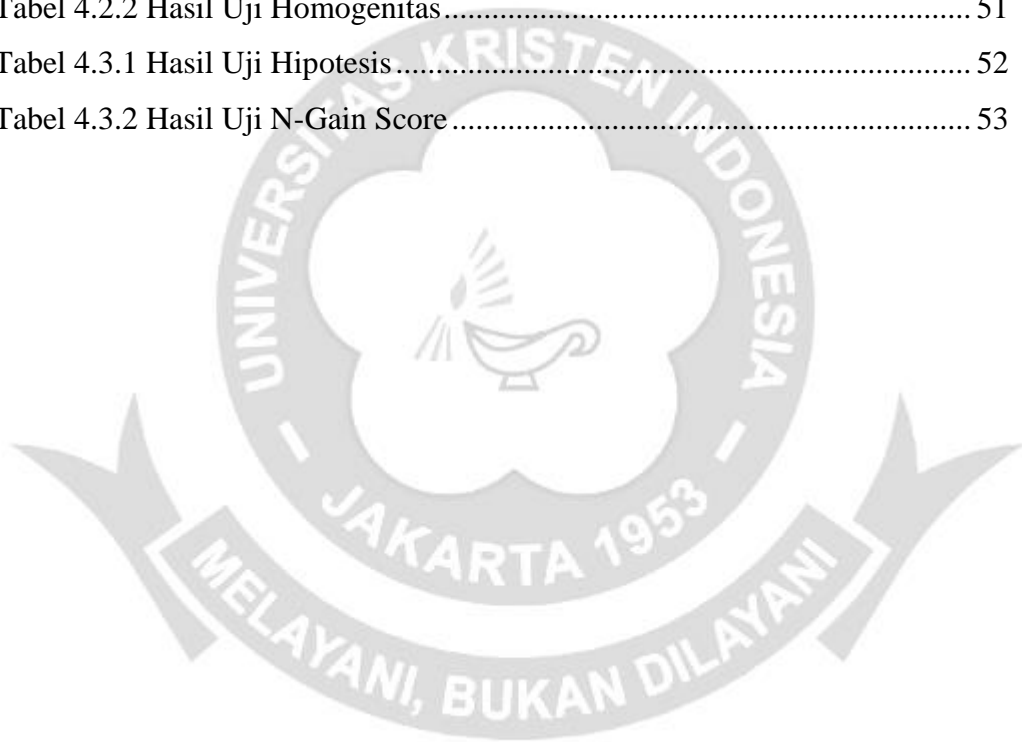 Tabel 4.2.2 Hasil Uji Homogenitas........................................................................ 51
Tabel 4.3.1 Hasil Uji Hipotesis.............................................................................. 52
Tabel 4.3.2 Hasil Uji N-Gain Score....................................................................... 53
UNIVERSITAS KRISTEN INDONESIA
- JAKARTA 1953 -
MELAYANI, BUKAN DILAYANI